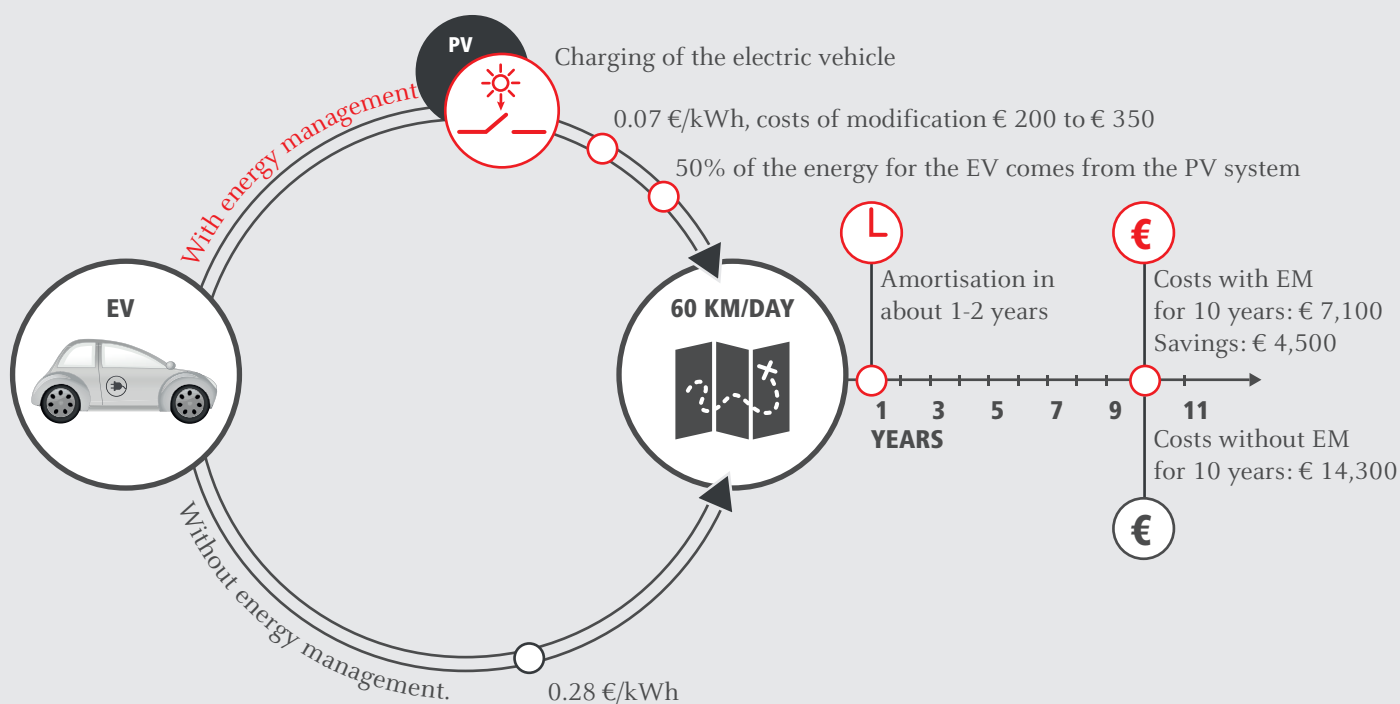 PV
Charging of the electric vehicle
With energy management
0.07 €/kWh, costs of modification € 200 to € 350
50% of the energy for the EV comes from the PV system
EV
60 KM/DAY
Amortisation in
about 1-2 years
€
Costs with EM
for 10 years: € 7,100
Savings: € 4,500
1 3 5 7 9 11
YEARS
Costs without EM
for 10 years: € 14,300
€
Without energy management.
0.28 €/kWh